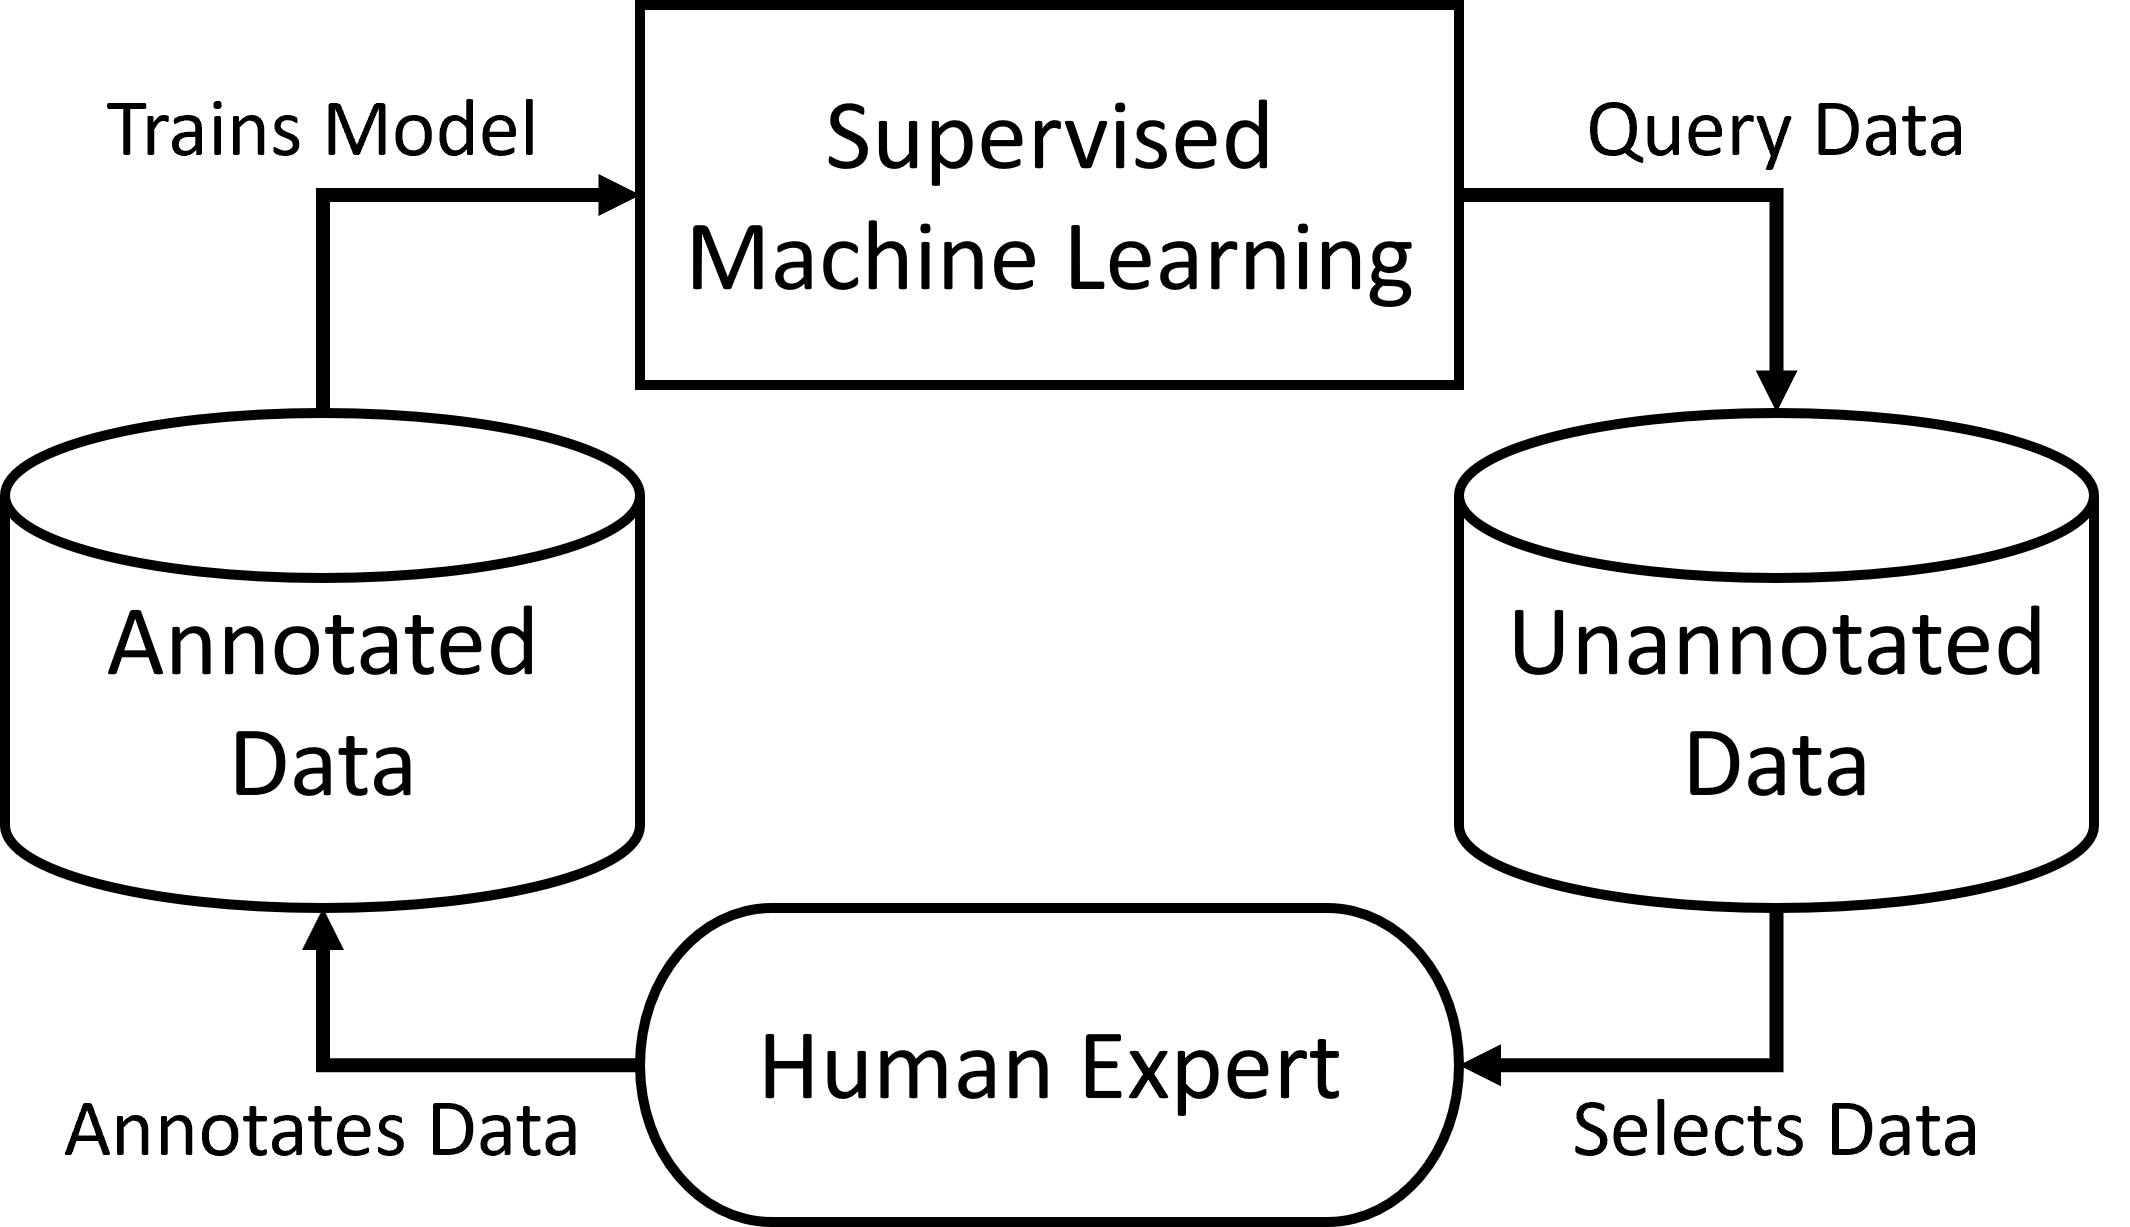 Trains Model
Supervised
Machine Learning
Query Data
Annotated
Data
Unannotated
Data
Human Expert
Annotates Data
Selects Data